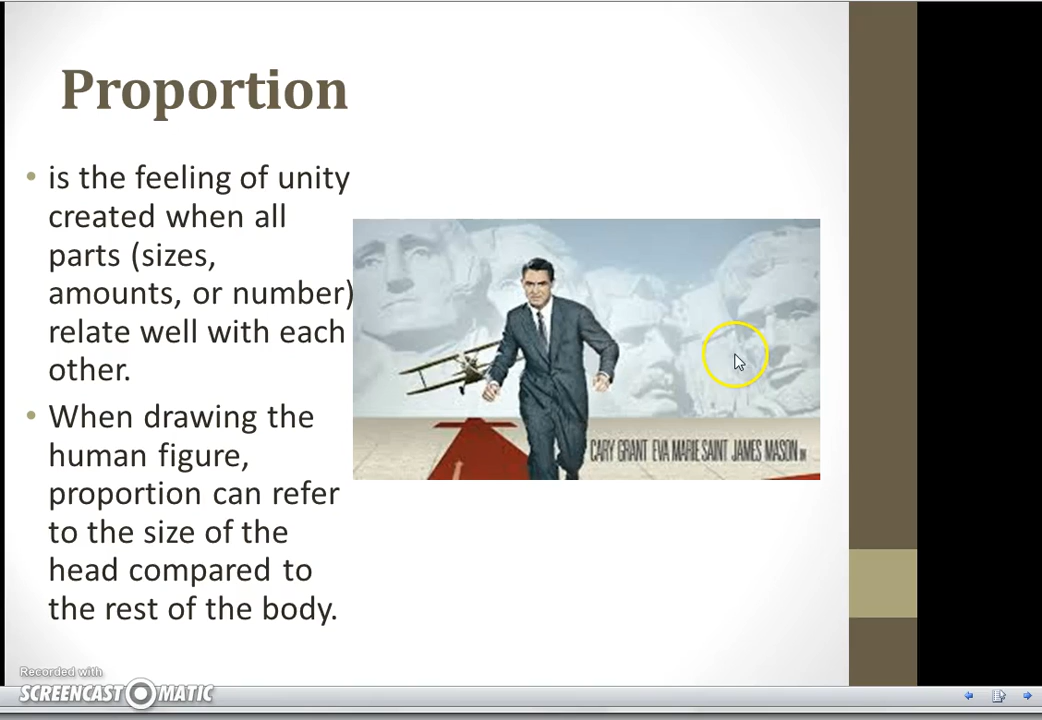 Proportion
• is the feeling of unity
created when all
parts (sizes,
amounts, or number)
relate well with each
other.
• When drawing the
human figure,
proportion can refer
to the size of the
head compared to
the rest of the body.
CARY GRANT EVA MARIE SAINT JAMES MASON IN
Recorded with
SCREENCAST MATIC